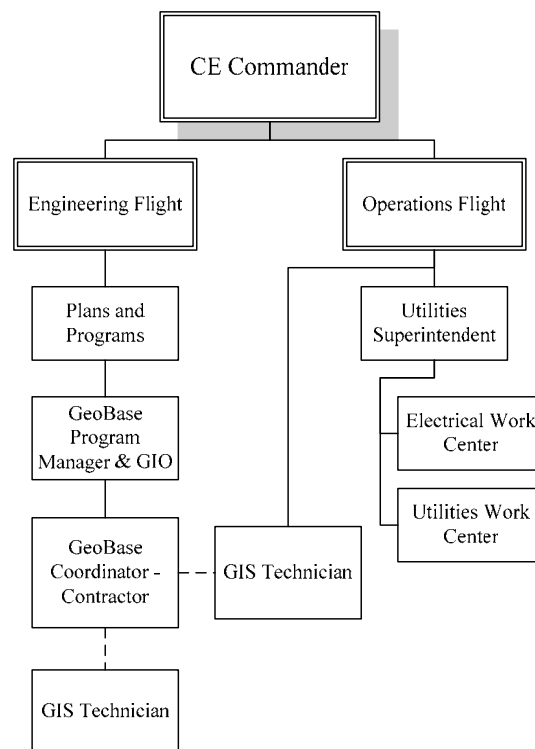 CE Commander
Engineering Flight
Operations Flight
Plans and
Programs
Utilities
Superintendent
GeoBase
Program
Manager & GIO
Electrical Work
Center
Utilities Work
Center
GeoBase
Coordinator -
Contractor
GIS Technician
GIS Technician